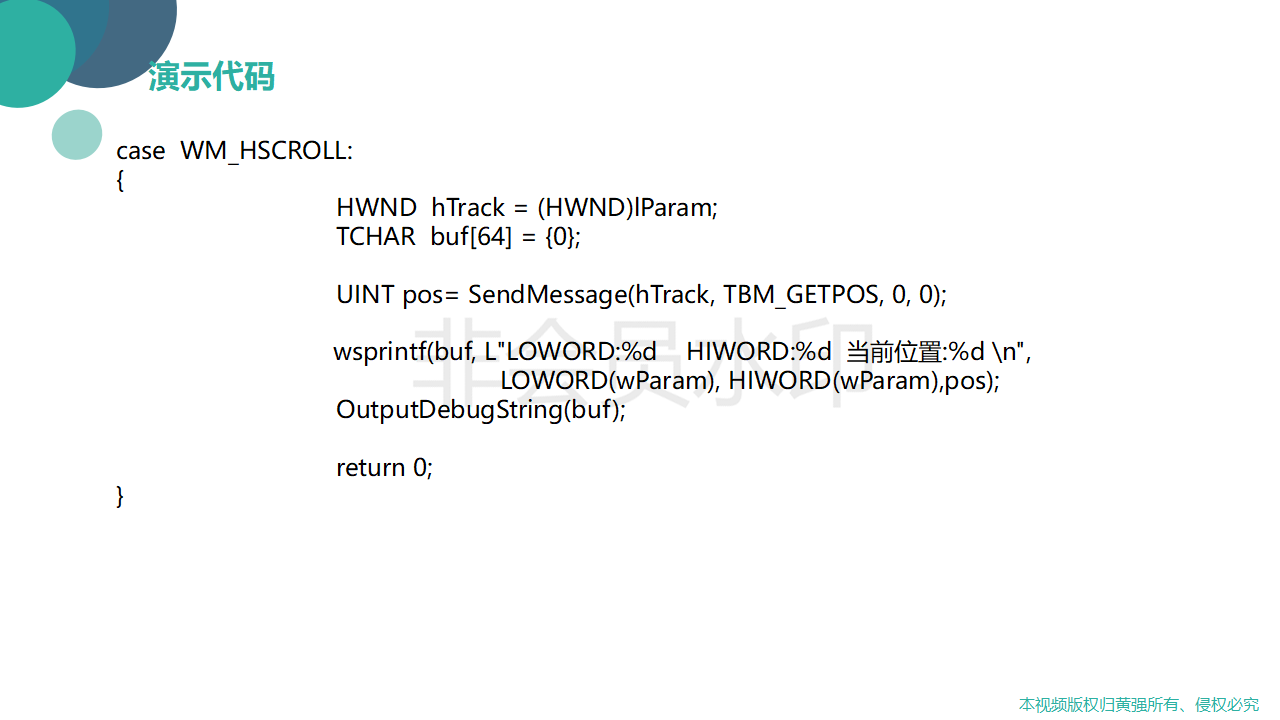 演示代码
case  WM_HSCROLL:
{
HWND  hTrack = (HWND)lParam;
TCHAR  buf[64] = {0};
UINT pos= SendMessage(hTrack, TBM_GETPOS, 0, 0);
非会员水印
wsprintf(buf, L"LOWORD:%d    HIWORD:%d  当前位置:%d \n",
LOWORD(wParam), HIWORD(wParam),pos);
OutputDebugString(buf);
return 0;
}
本视频版权归黄强所有、侵权必究